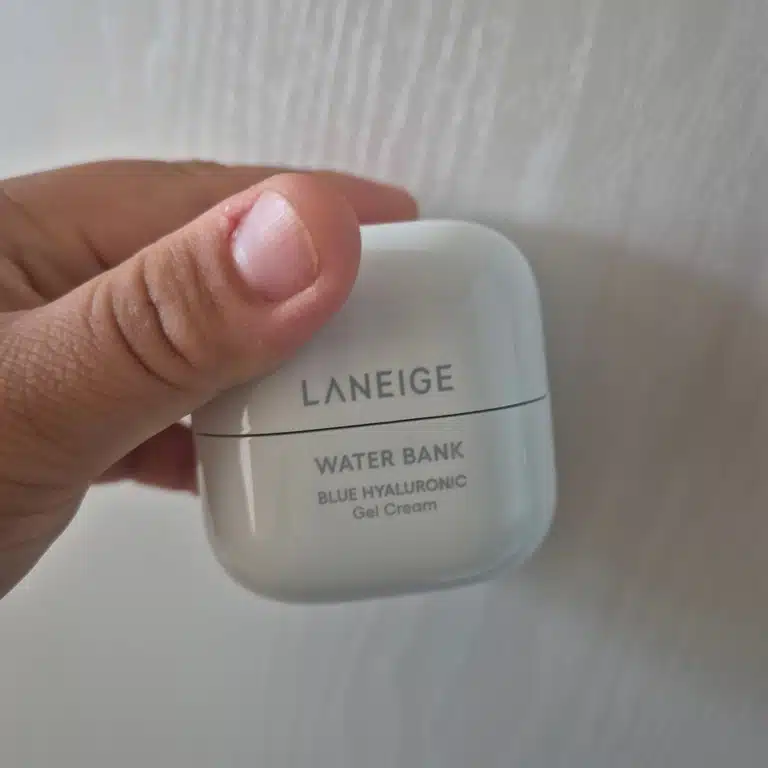 LANEIGE
WATER BANK
BLUE HYALURONIC
Gel Cream